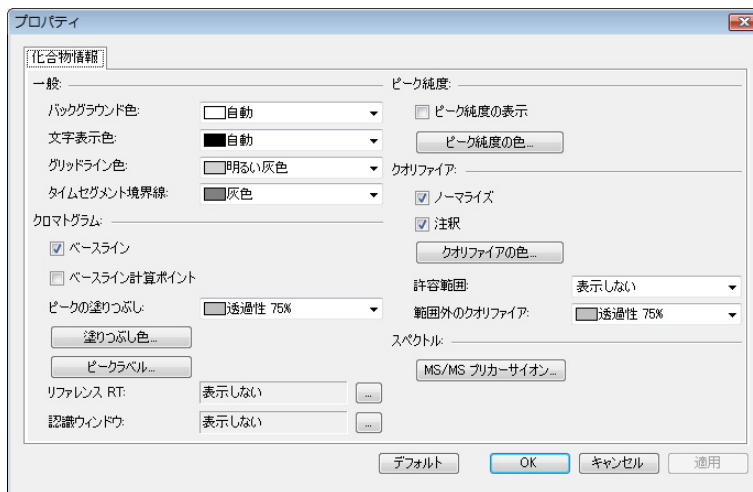 プロパティ
化合物情報
一般:
バックグラウンド色: 自動
文字表示色: 自動
グリッドライン色: 明るい灰色
タイムセグメント境界線: 灰色
クロマトグラム:
ベースライン
ベースライン計算ポイント
ピークの塗りつぶし: 透過性 75%
塗りつぶし色...
ピークラベル...
リファレンス RT: 表示しない ...
認識ウィンドウ: 表示しない ...
ピーク純度:
ピーク純度の表示
ピーク純度の色...
クオリファイア:
ノーマライズ
注釈
クオリファイアの色...
許容範囲: 表示しない
範囲外のクオリファイア: 透過性 75%
スペクトル:
MS/MS プリカーサイオン...
デフォルト OK キャンセル 適用